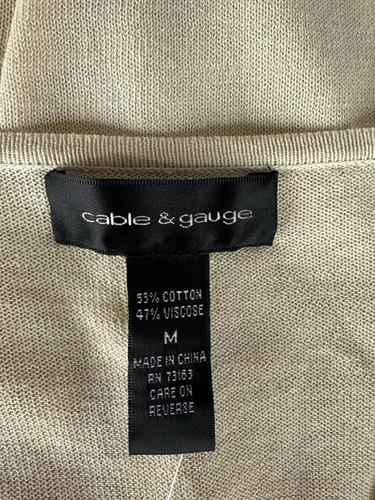 cable & gauge
53% COTTON
47% VISCOSE
M
MADE IN CHINA
RN 73163
CARE ON
REVERSE